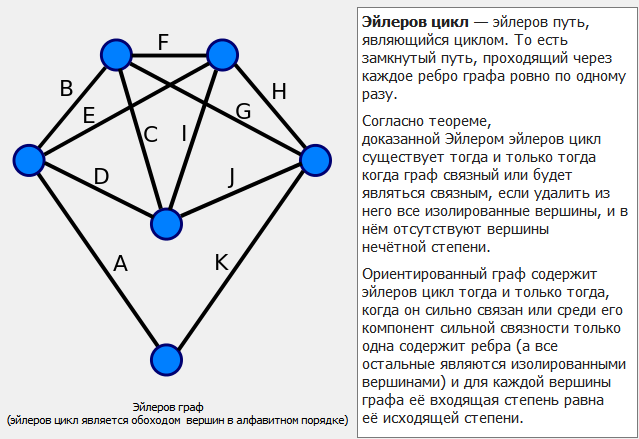 F
B
E
H
G
C
I
D
J
A
K
Эйлеров граф
(эйлеров цикл является обоходом вершин в алфавитном порядке)
Эйлеров цикл — эйлеров путь,
являющийся циклом. То есть
замкнутый путь, проходящий через
каждое ребро графа ровно по одному
разу.
Согласно теореме,
доказанной Эйлером эйлеров цикл
существует тогда и только тогда
когда граф связный или будет
являться связным, если удалить из
него все изолированные вершины, и в
нём отсутствуют вершины
нечётной степени.
Ориентированный граф содержит
эйлеров цикл тогда и только тогда,
когда он сильно связан или среди его
компонент сильной связности только
одна содержит ребра (а все
остальные являются изолированными
вершинами) и для каждой вершины
графа её входящая степень равна
её исходящей степени.